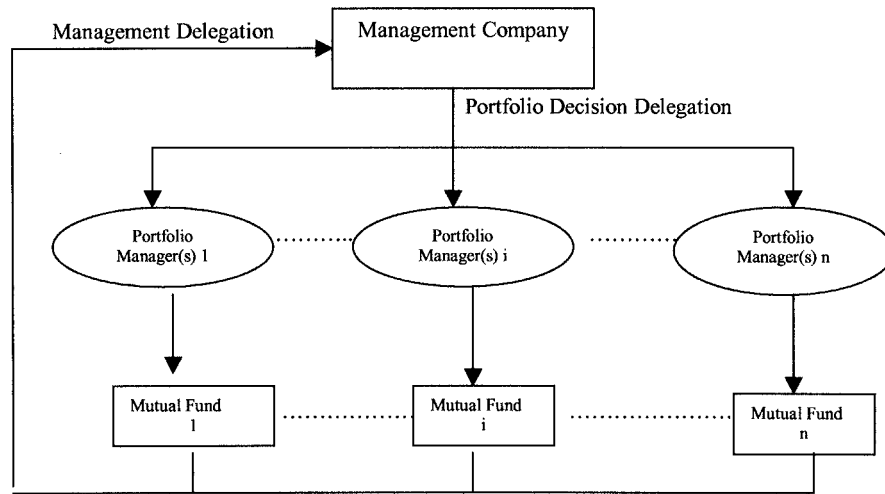 Management Delegation
Management Company
Portfolio Decision Delegation
Portfolio
Manager(s) 1
Portfolio
Manager(s) i
Portfolio
Manager(s) n
Mutual Fund
1
Mutual Fund
i
Mutual Fund
n